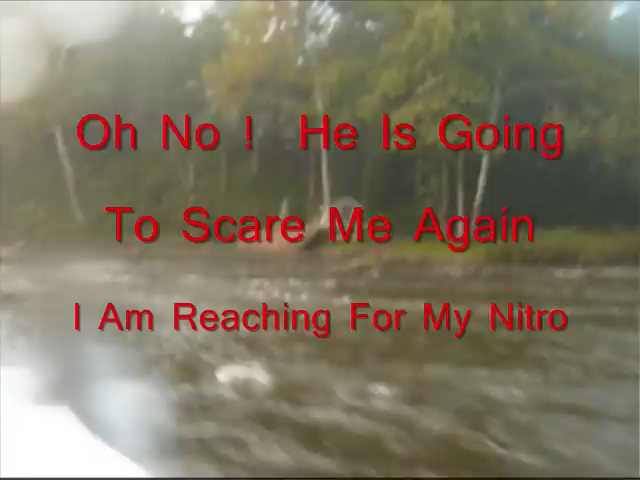 Oh No ! He Is Going
To Scare Me Again
I Am Reaching For My Nitro